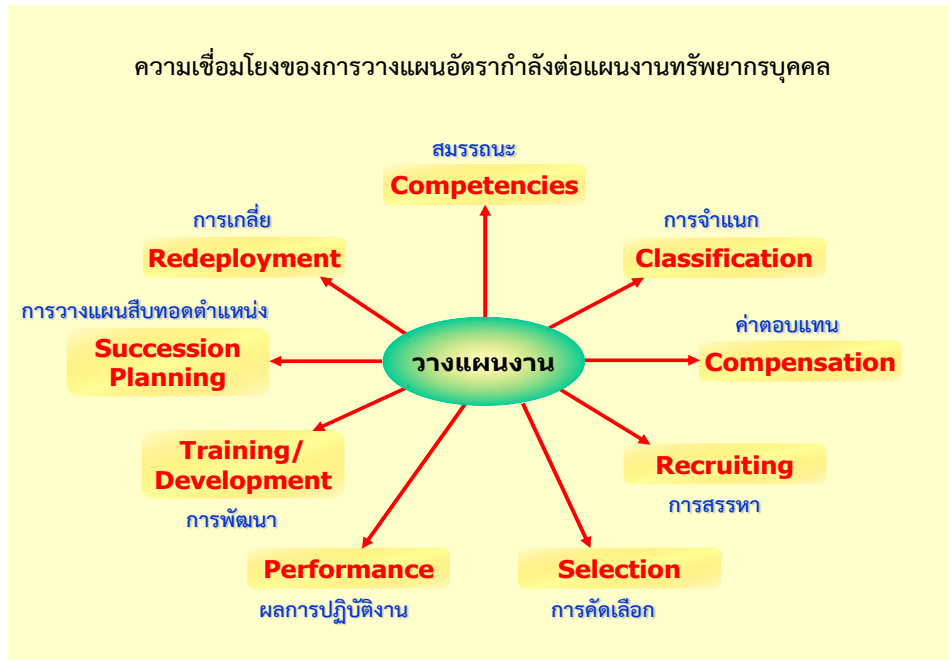 ความเชื่อมโยงของการวางแผนอัตรากำลังต่อแผนงานทรัพยากรบุคคล
สมรรถนะ
Competencies
การเกลี่ย
Redeployment
การจำแนก
Classification
การวางแผนสืบทอดตำแหน่ง
Succession
Planning
วางแผนงาน
ค่าตอบแทน
Compensation
Training/
Development
การพัฒนา
Recruiting
การสรรหา
Performance
ผลการปฏิบัติงาน
Selection
การคัดเลือก